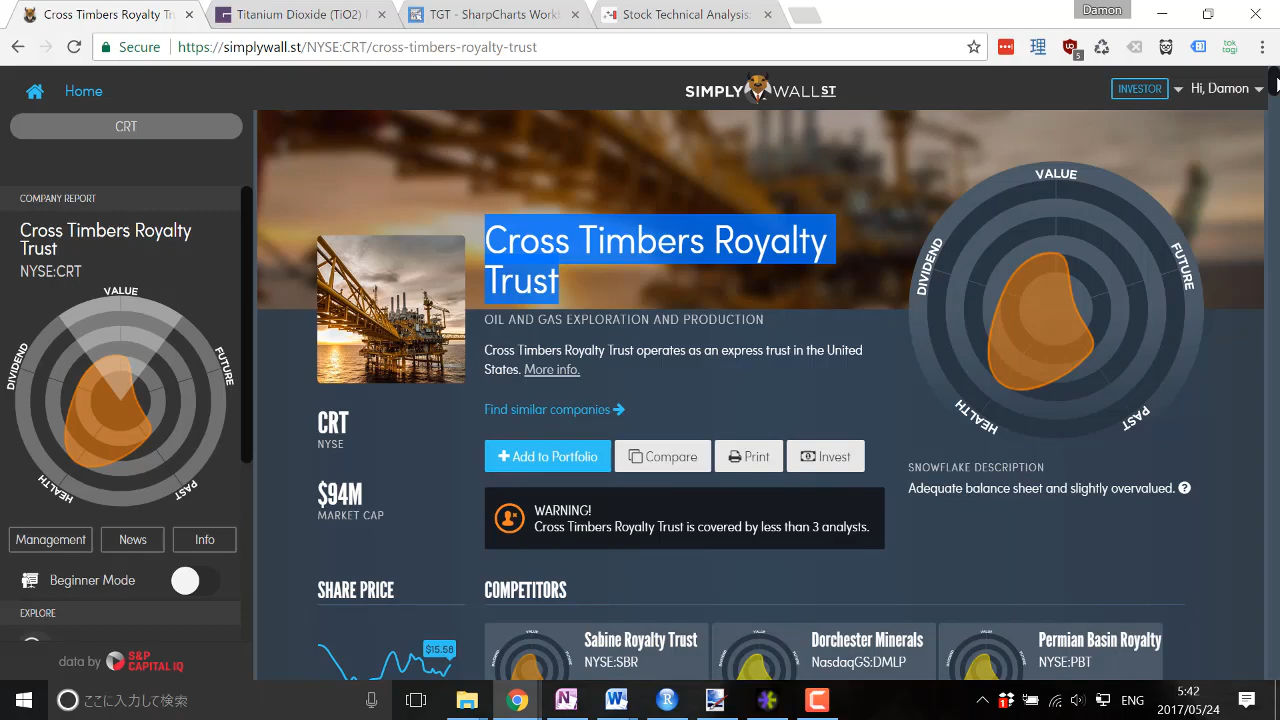 Cross Timbers Royalty Tru
Titanium Dioxide (TiO2) M
TGT - SharpCharts Work
Stock Technical Analysis:
Damon
Secure
https://simplywall.st/NYSE:CRT/cross-timbers-royalty-trust
5
tok
togi
Home
SIMPLY WALL ST
INVESTOR
Hi, Damon
CRT
COMPANY REPORT
Cross Timbers Royalty
Trust
NYSE:CRT
VALUE
FUTURE
PAST
HEALTH
DIVIDEND
Management
News
Info
Beginner Mode
EXPLORE
data by S&P
CAPITAL IQ
Cross Timbers Royalty
Trust
OIL AND GAS EXPLORATION AND PRODUCTION
Cross Timbers Royalty Trust operates as an express trust in the United
States. More info.
Find similar companies
CRT
NYSE
$94M
MARKET CAP
+ Add to Portfolio
Compare
Print
Invest
WARNING!
Cross Timbers Royalty Trust is covered by less than 3 analysts.
VALUE
FUTURE
PAST
HEALTH
DIVIDEND
SNOWFLAKE DESCRIPTION
Adequate balance sheet and slightly overvalued.
SHARE PRICE
$15.58
COMPETITORS
Sabine Royalty Trust
NYSE:SBR
Dorchester Minerals
NasdaqGS:DMLP
Permian Basin Royalty
NYSE:PBT
ここに入力して検索
ENG
5:42
2017/05/24